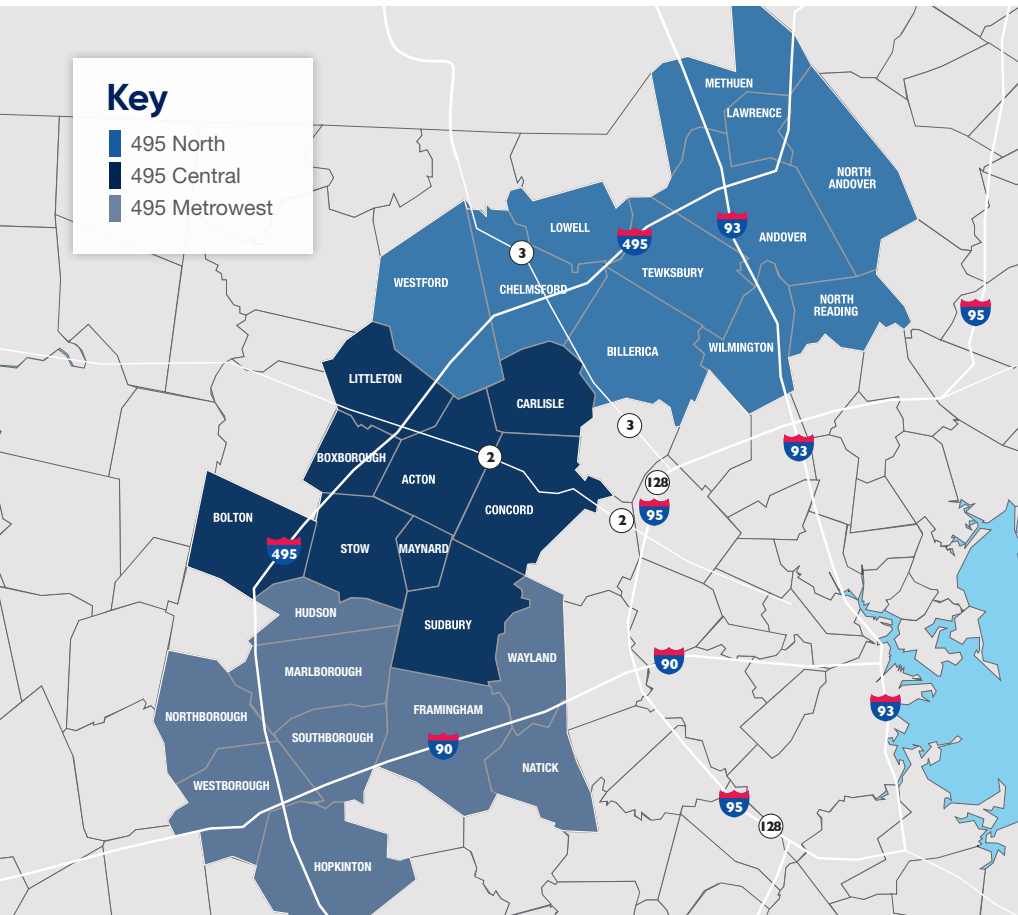 Key
495 North
495 Central
495 Metrowest
METHUEN
LAWRENCE
NORTH
ANDOVER
LOWELL
495
93
ANDOVER
3
TEWKSBURY
WESTFORD
CHELMSFORD
NORTH
READING
95
BILLERICA
WILMINGTON
LITTLETON
CARLISLE
3
93
2
BOXBOROUGH
ACTON
128
95
CONCORD
2
BOLTON
495
STOW
MAYNARD
HUDSON
SUDBURY
WAYLAND
90
MARLBOROUGH
NORTHBOROUGH
FRAMINGHAM
93
SOUTHBOROUGH
90
NATICK
WESTBOROUGH
95
128
HOPKINTON